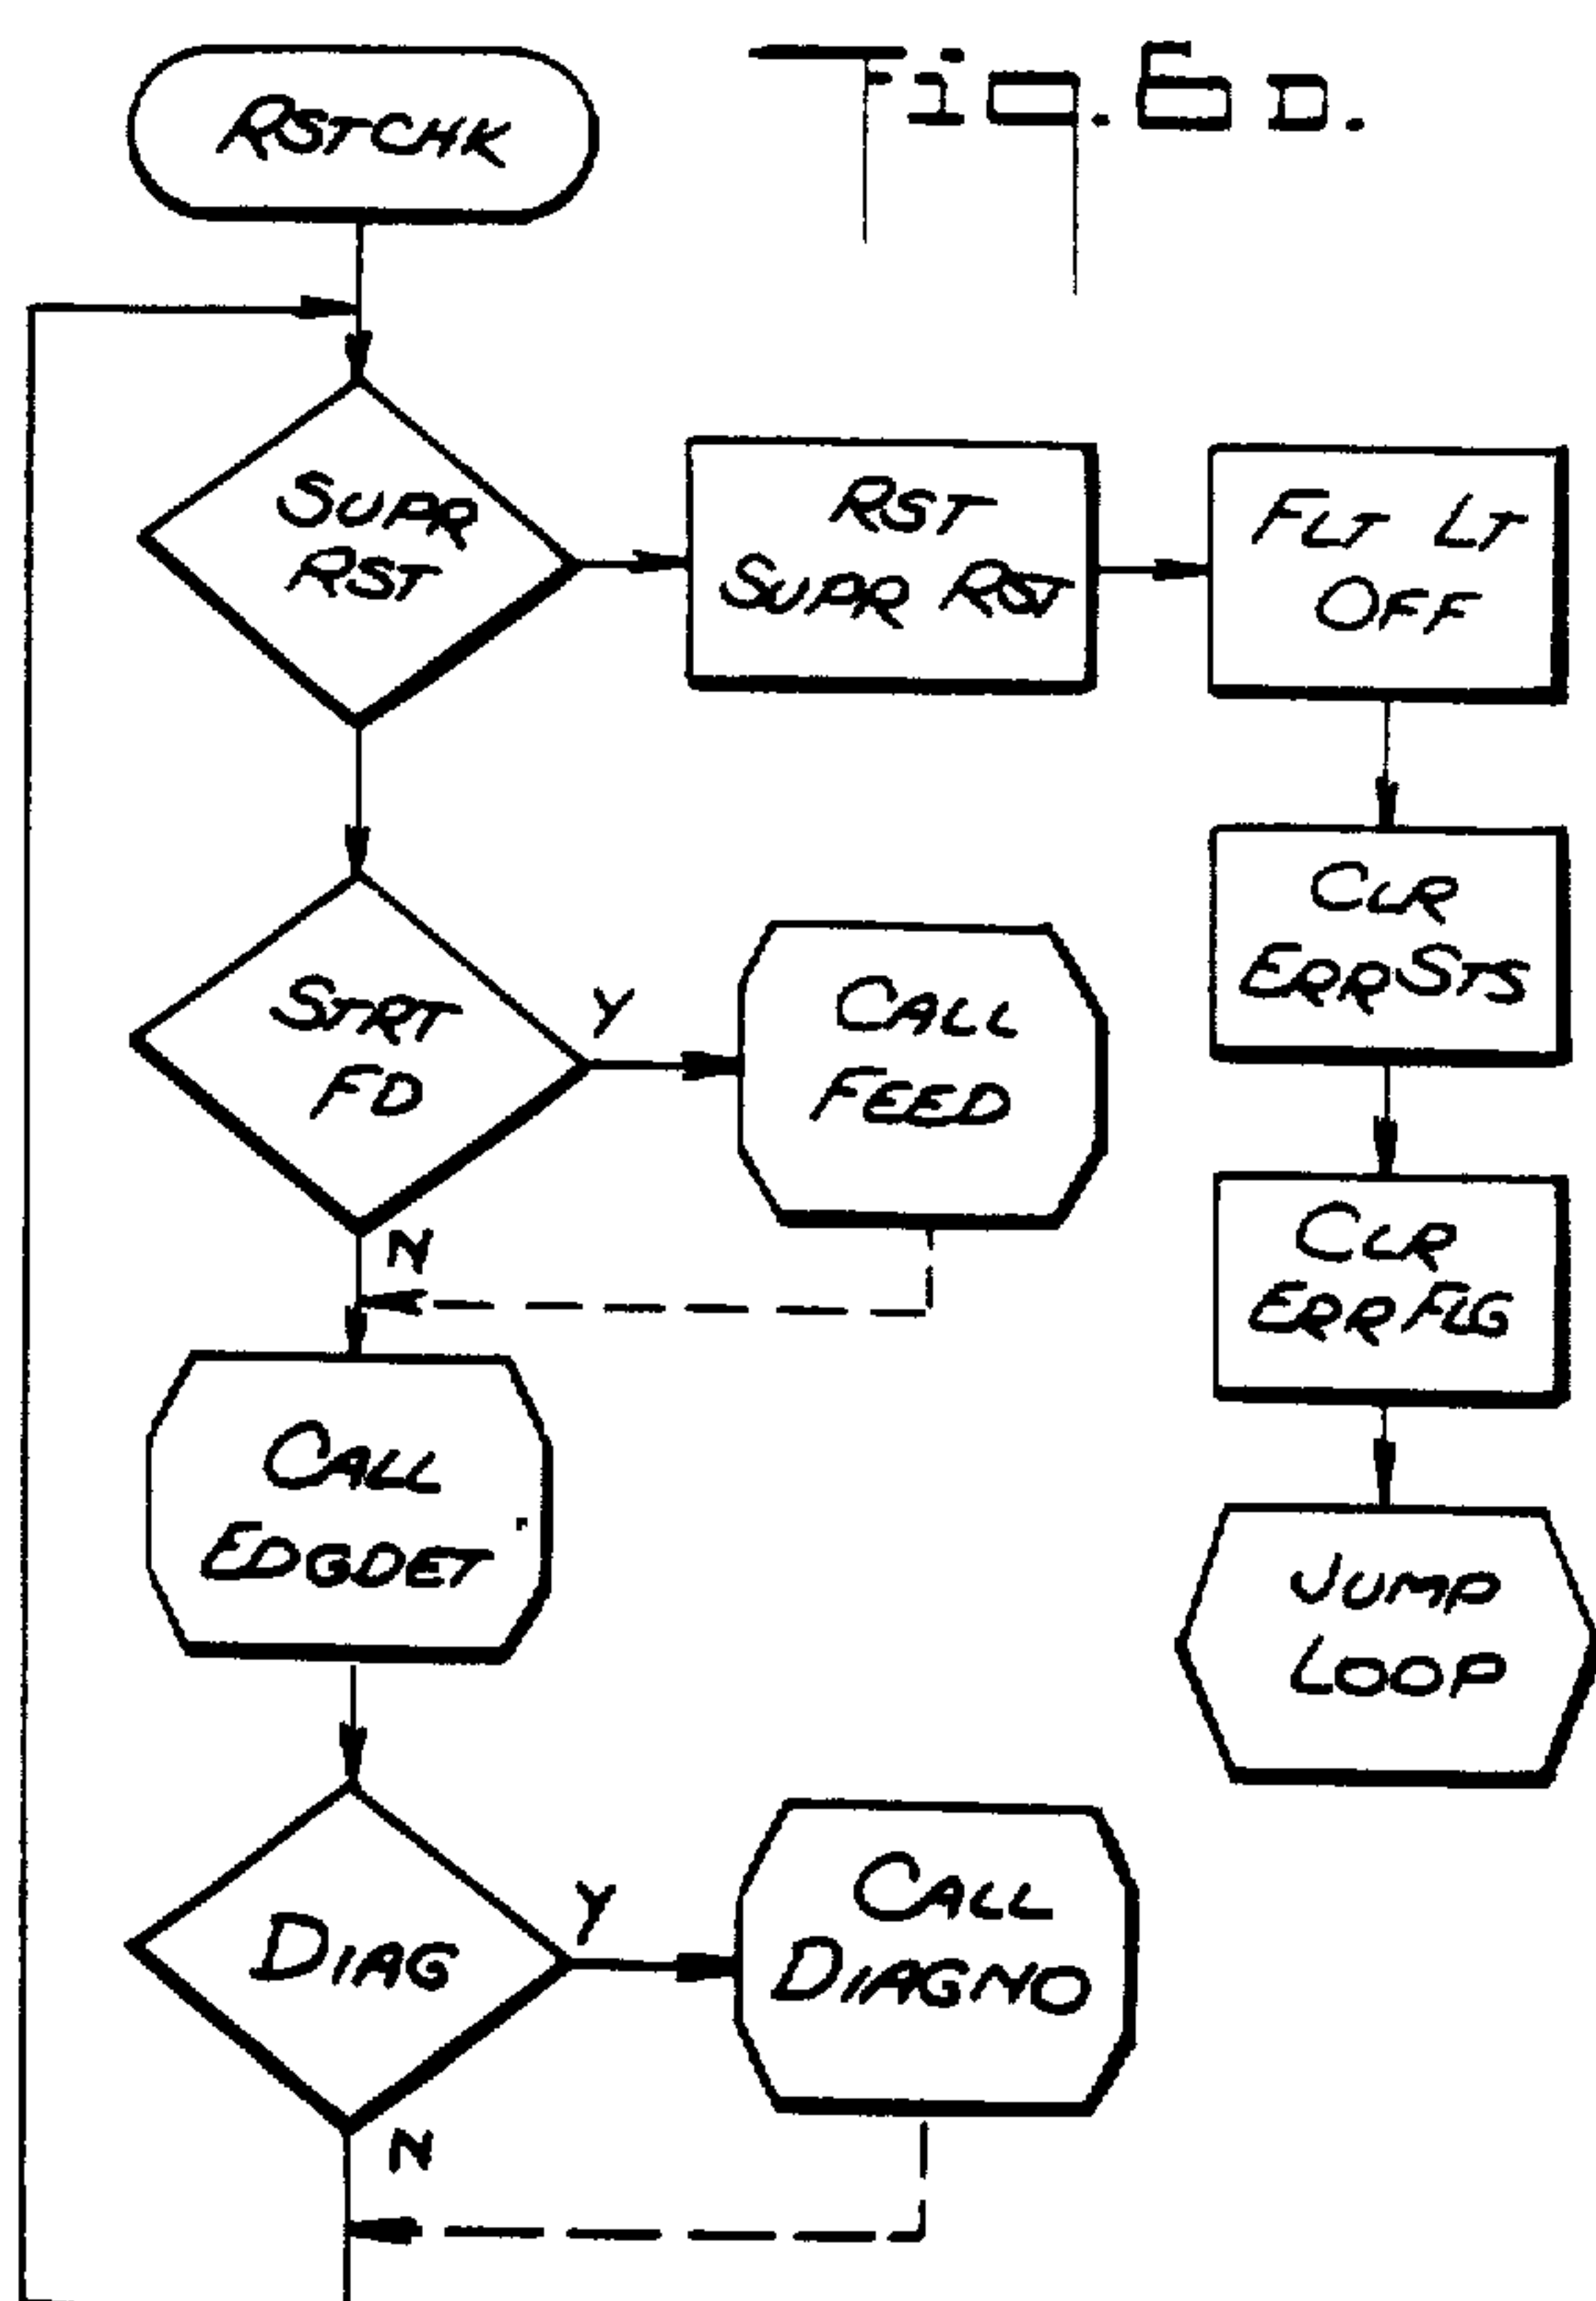 Fig. 6D.
RSTCHK
SUPR
RST
RST
SUPR RST
FLT LT
OFF
CLR
ERRSTS
STRT
FD
Y
CALL
FEED
N
CLR
ERRFLG
CALL
EDGDET
JUMP
LOOP
DIAG
Y
CALL
DIAGNO
N